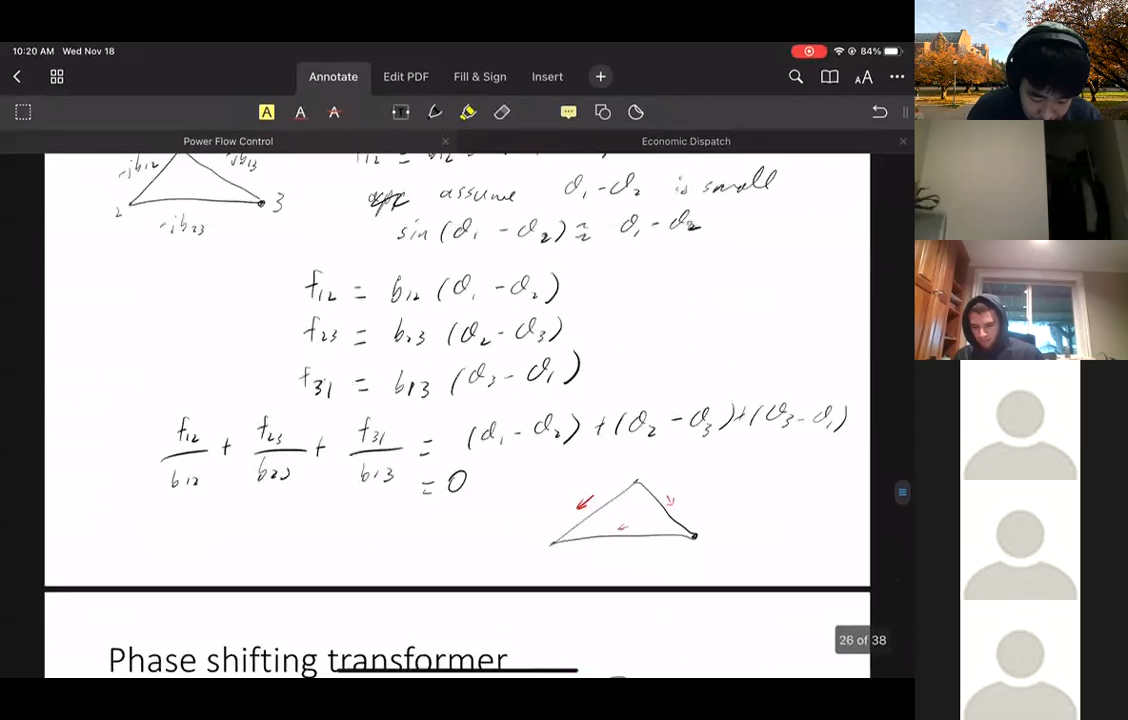 10:20 AM Wed Nov 18
84%
Annotate Edit PDF Fill & Sign Insert
AA
A A A T
Power Flow Control
Economic Dispatch
-jb12
jb13
2
3
-jb23
assume θ1-θ2 is small
sin(θ1 - θ2) ≈ θ1 - θ2
f12 = b12 (θ1 - θ2)
f23 = b23 (θ2 - θ3)
f31 = b13 (θ3 - θ1)
f12/b12 + f23/b23 + f31/b13 = (θ1 - θ2) + (θ2 - θ3) + (θ3 - θ1)
= 0
26 of 38
Phase shifting transformer